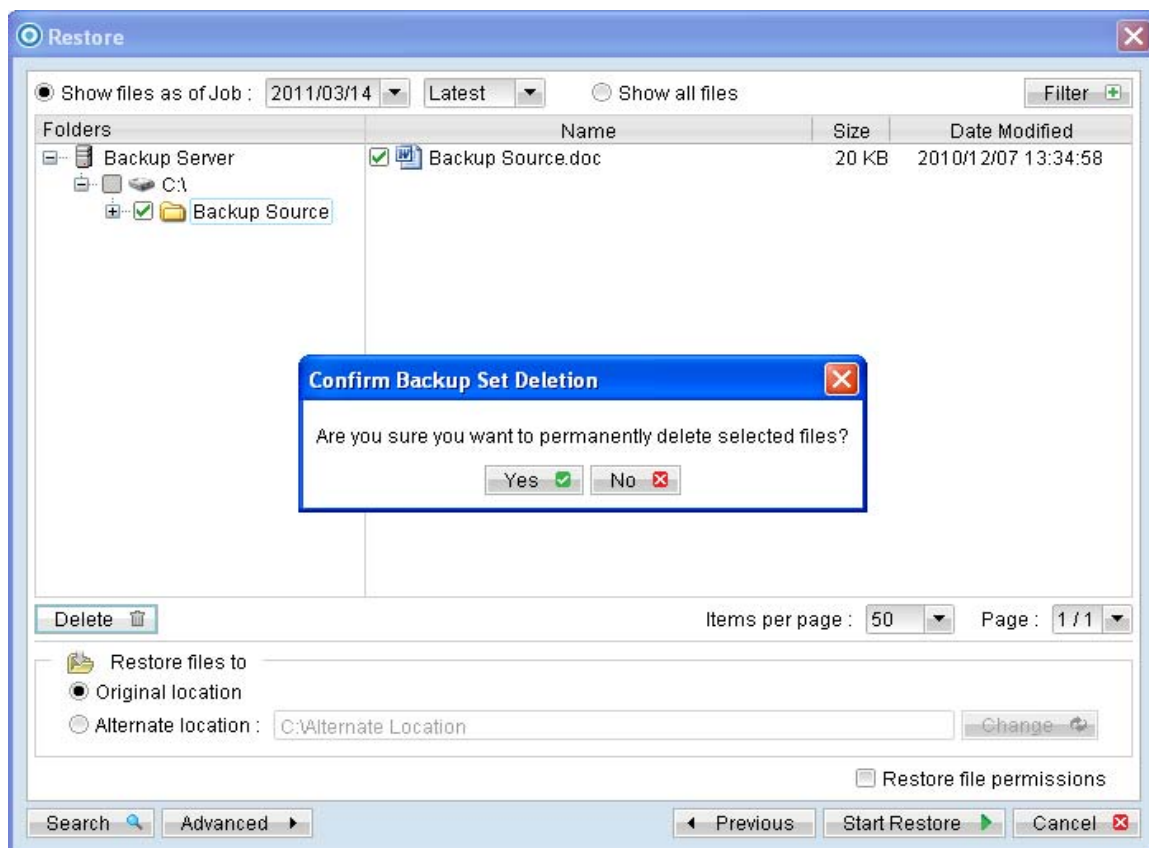 Restore
Show files as of Job : 2011/03/14 Latest Show all files Filter
Folders Name Size Date Modified
Backup Server Backup Source.doc 20 KB 2010/12/07 13:34:58
C:\
Backup Source
Confirm Backup Set Deletion
Are you sure you want to permanently delete selected files?
Yes No
Delete Items per page : 50 Page : 1 / 1
Restore files to
Original location
Alternate location : C:\Alternate Location Change
Restore file permissions
Search Advanced Previous Start Restore Cancel